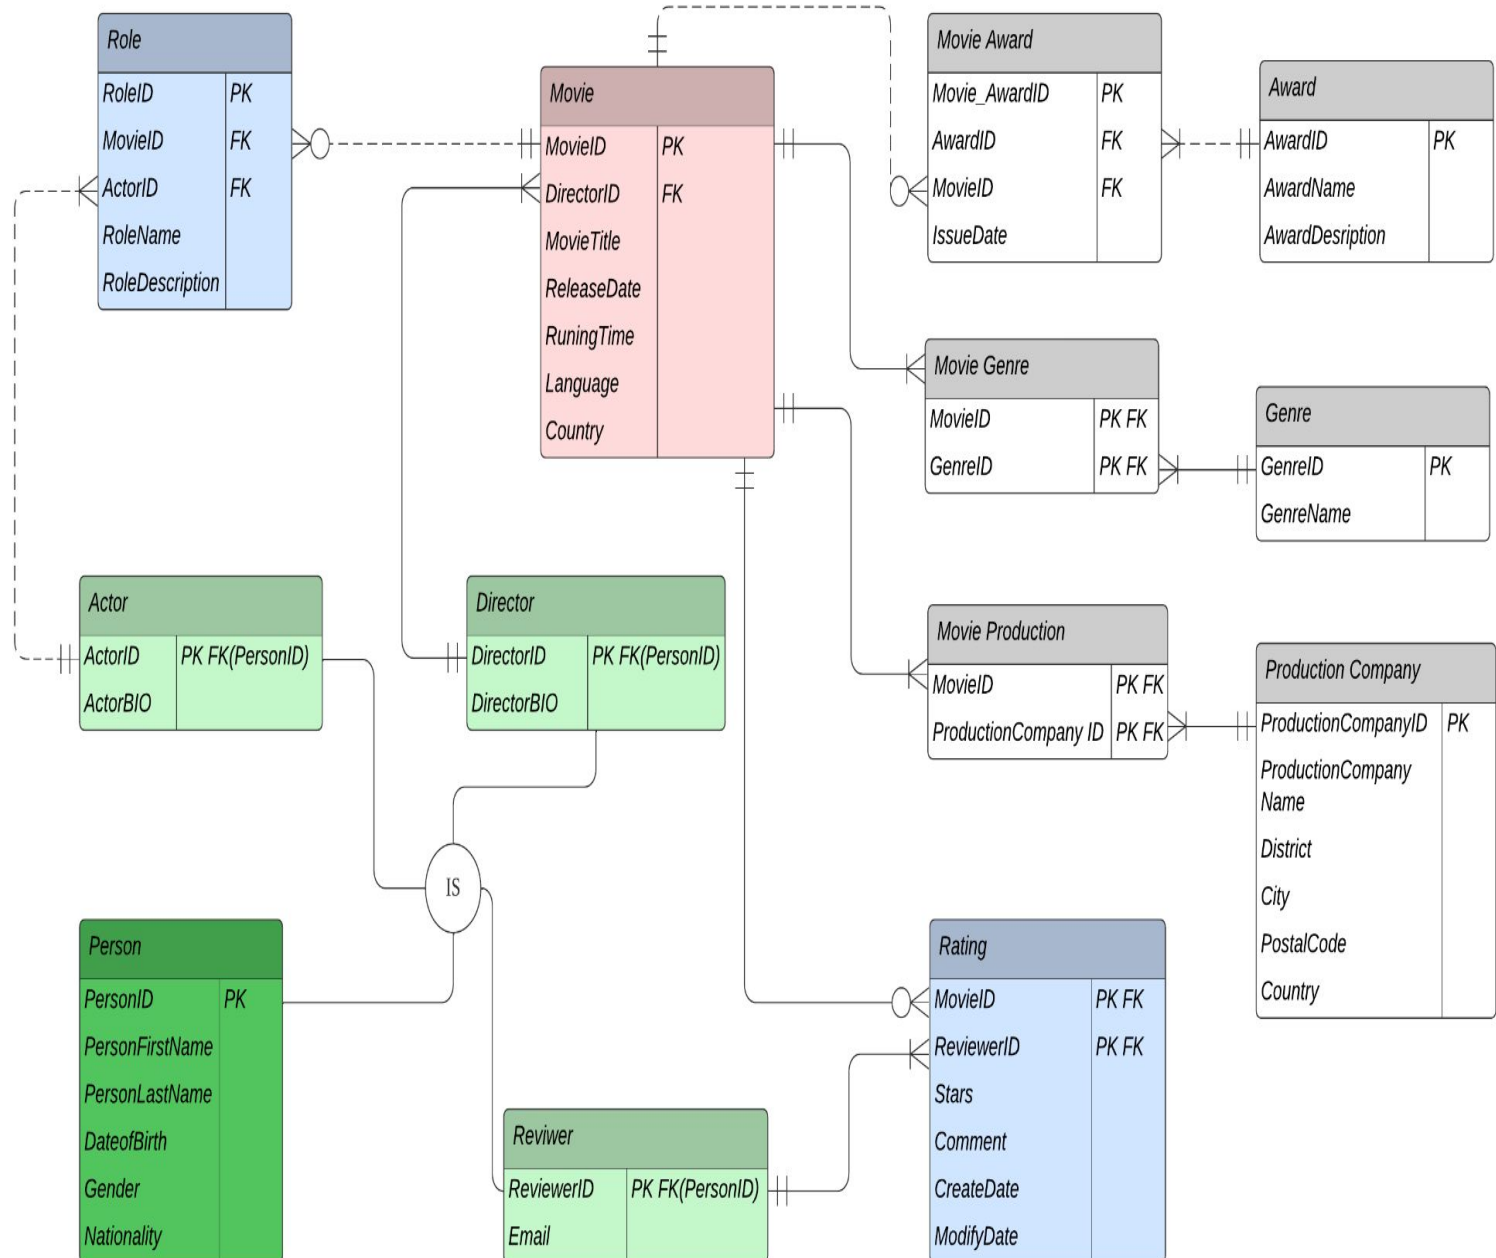 Role
RoleID PK
MovieID FK
ActorID FK
RoleName
RoleDescription
Movie
MovieID PK
DirectorID FK
MovieTitle
ReleaseDate
RuningTime
Language
Country
Movie Award
Movie_AwardID PK
AwardID FK
MovieID FK
IssueDate
Award
AwardID PK
AwardName
AwardDesription
Movie Genre
MovieID PK FK
GenreID PK FK
Genre
GenreID PK
GenreName
Actor
ActorID PK FK(PersonID)
ActorBIO
Director
DirectorID PK FK(PersonID)
DirectorBIO
Movie Production
MovieID PK FK
ProductionCompany ID PK FK
Production Company
ProductionCompanyID PK
ProductionCompany
Name
District
City
PostalCode
Country
IS
Person
PersonID PK
PersonFirstName
PersonLastName
DateofBirth
Gender
Nationality
Reviwer
ReviewerID PK FK(PersonID)
Email
Rating
MovieID PK FK
ReviewerID PK FK
Stars
Comment
CreateDate
ModifyDate